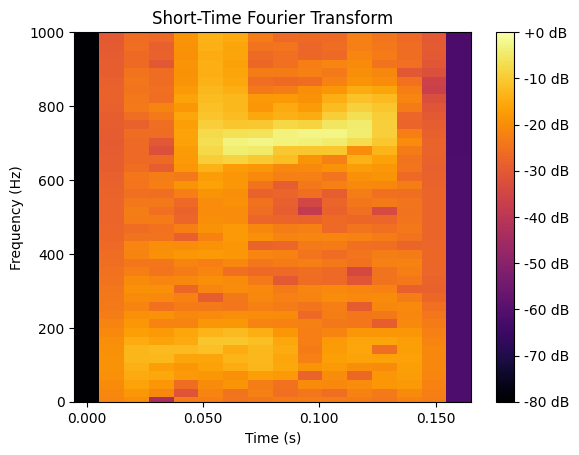 Short-Time Fourier Transform
1000
800
600
400
200
0
Frequency (Hz)
0.000
0.050
0.100
0.150
Time (s)
+0 dB
-10 dB
-20 dB
-30 dB
-40 dB
-50 dB
-60 dB
-70 dB
-80 dB